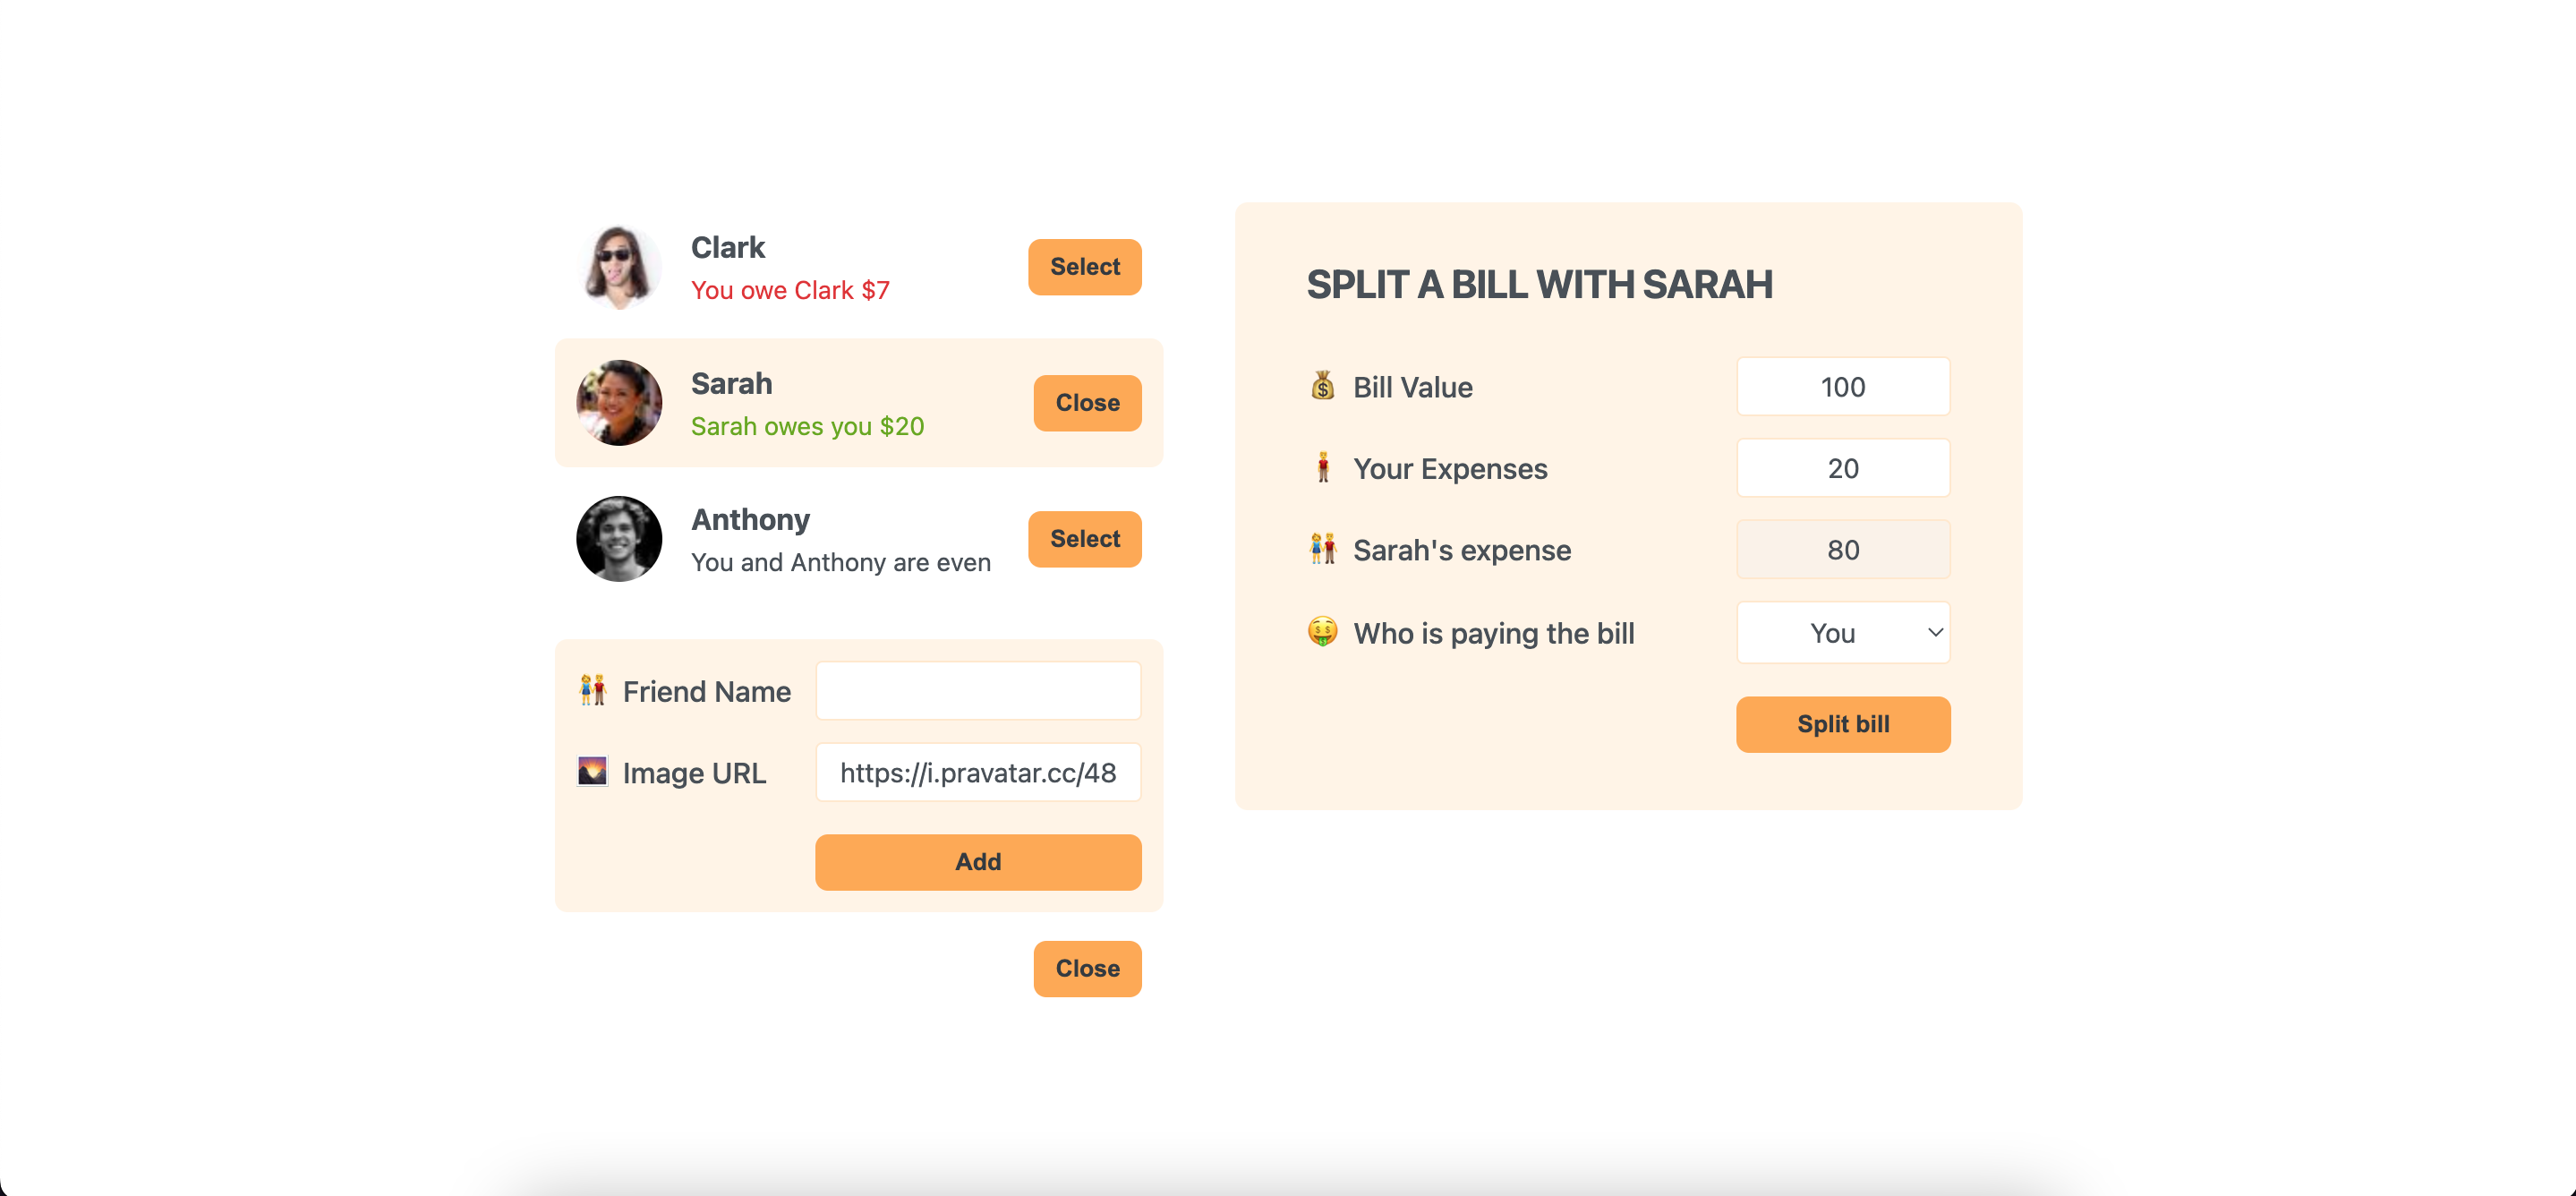 Clark
You owe Clark $7
Select
Sarah
Sarah owes you $20
Close
Anthony
You and Anthony are even
Select
Friend Name
Image URL
https://i.pravatar.cc/48
Add
Close
SPLIT A BILL WITH SARAH
Bill Value
100
Your Expenses
20
Sarah's expense
80
Who is paying the bill
You
Split bill